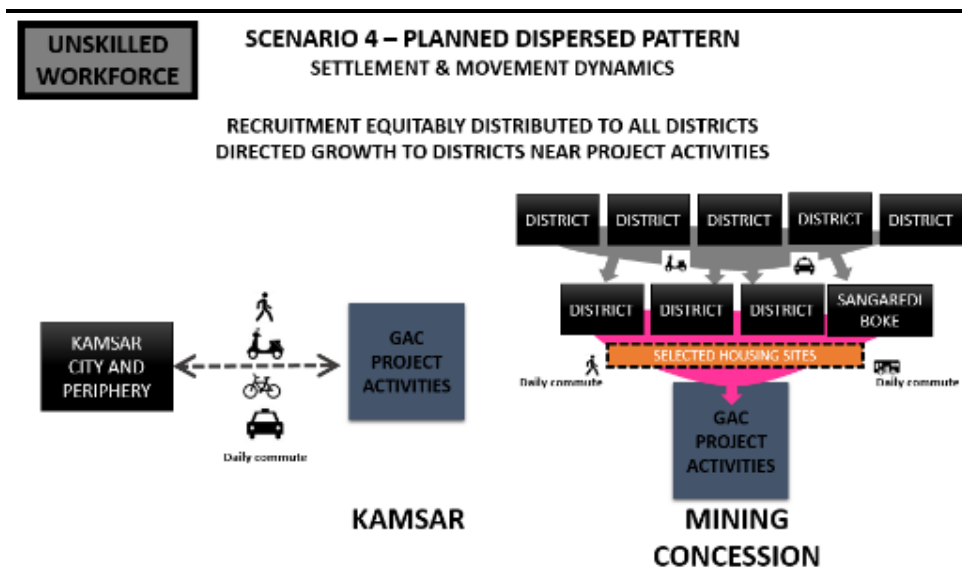 UNSKILLED
WORKFORCE
SCENARIO 4 – PLANNED DISPERSED PATTERN
SETTLEMENT & MOVEMENT DYNAMICS
RECRUITMENT EQUITABLY DISTRIBUTED TO ALL DISTRICTS
DIRECTED GROWTH TO DISTRICTS NEAR PROJECT ACTIVITIES
KAMSAR
CITY AND
PERIPHERY
Daily commute
GAC
PROJECT
ACTIVITIES
KAMSAR
DISTRICT DISTRICT DISTRICT DISTRICT DISTRICT
DISTRICT DISTRICT DISTRICT SANGAREDI
BOKE
SELECTED HOUSING SITES
Daily commute Daily commute
GAC
PROJECT
ACTIVITIES
MINING
CONCESSION